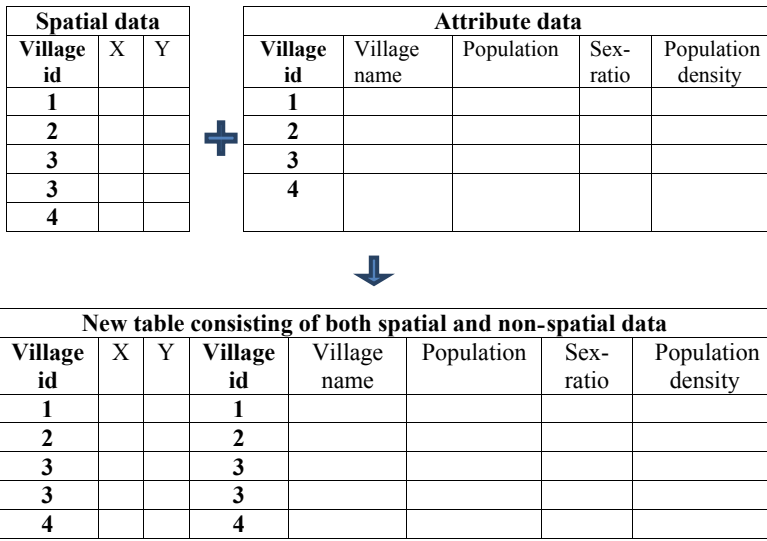 Spatial data
Village id X Y
1
2
3
3
4
Attribute data
Village id Village name Population Sex-ratio Population density
1
2
3
4
New table consisting of both spatial and non-spatial data
Village id X Y Village id Village name Population Sex-ratio Population density
1 1
2 2
3 3
3 3
4 4